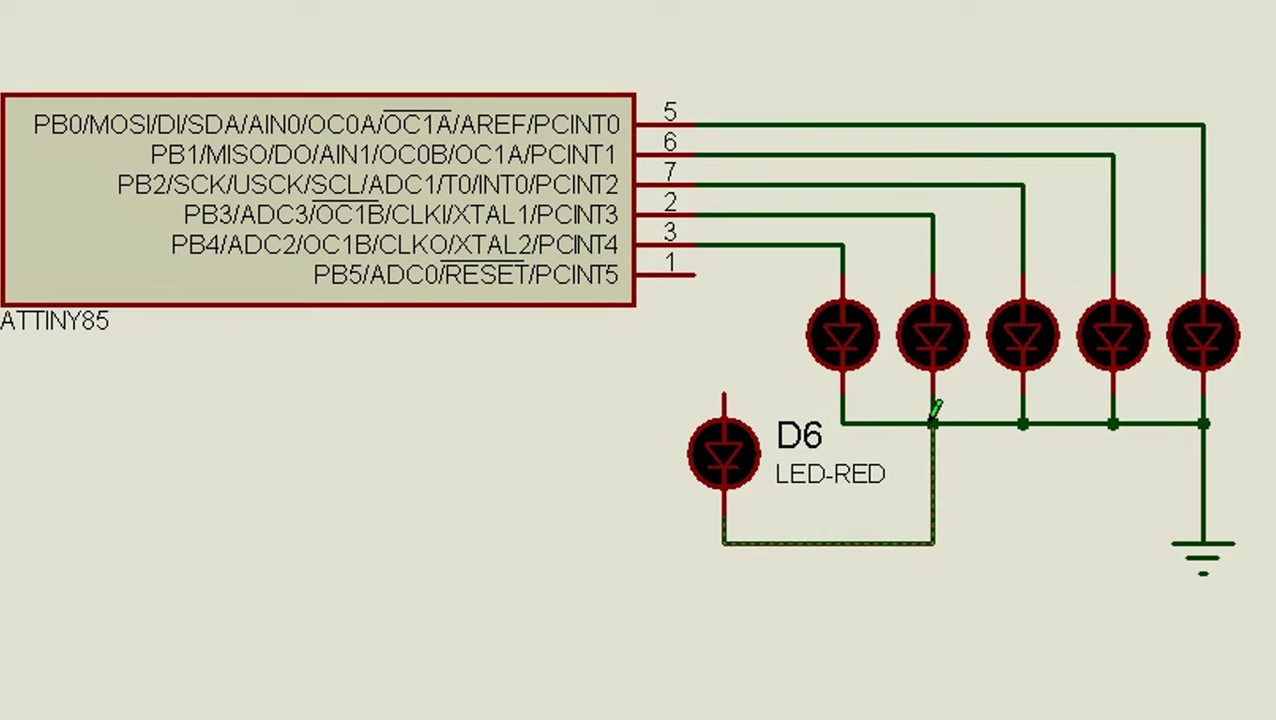 PB0/MOSI/DI/SDA/AIN0/OC0A/OC1A/AREF/PCINT0 5
PB1/MISO/DO/AIN1/OC0B/OC1A/PCINT1 6
PB2/SCK/USCK/SCL/ADC1/T0/INT0/PCINT2 7
PB3/ADC3/OC1B/CLKI/XTAL1/PCINT3 2
PB4/ADC2/OC1B/CLKO/XTAL2/PCINT4 3
PB5/ADC0/RESET/PCINT5 1
ATTINY85
D6
LED-RED